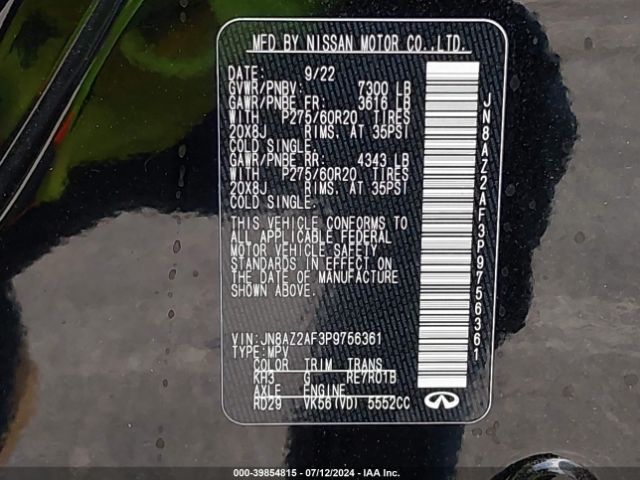 MFD BY NISSAN MOTOR CO.,LTD.
DATE: 9/22
GVWR/PNBV: 7300 LB
GAWR/PNBE FR: 3616 LB
WITH P275/60R20 TIRES
20X8J RIMS, AT 35PSI
COLD SINGLE.
GAWR/PNBE RR: 4343 LB
WITH P275/60R20 TIRES
20X8J RIMS, AT 35PSI
COLD SINGLE.
THIS VEHICLE CONFORMS TO
ALL APPLICABLE FEDERAL
MOTOR VEHICLE SAFETY
STANDARDS IN EFFECT ON
THE DATE OF MANUFACTURE
SHOWN ABOVE.
VIN: JN8AZ2AF3P9756361
TYPE: MPV
COLOR TRIM TRANS
KH3 G RE7R01B
AXLE ENGINE
RD29 VK56(VD) 5552CC
JN8AZ2AF3P9756361
000-39854815 - 07/12/2024 - IAA Inc.